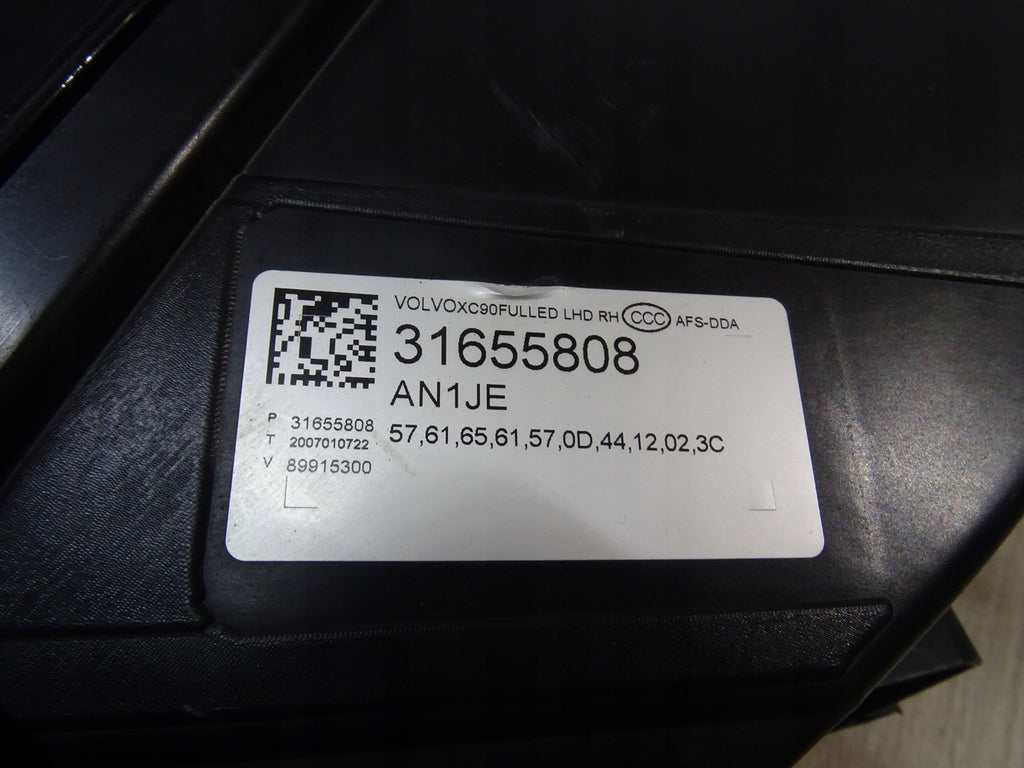 VOLVOXC90FULLED LHD RH CCC AFS-DDA
31655808
AN1JE
P 31655808
T 2007010722
V 89915300
57,61,65,61,57,0D,44,12,02,3C